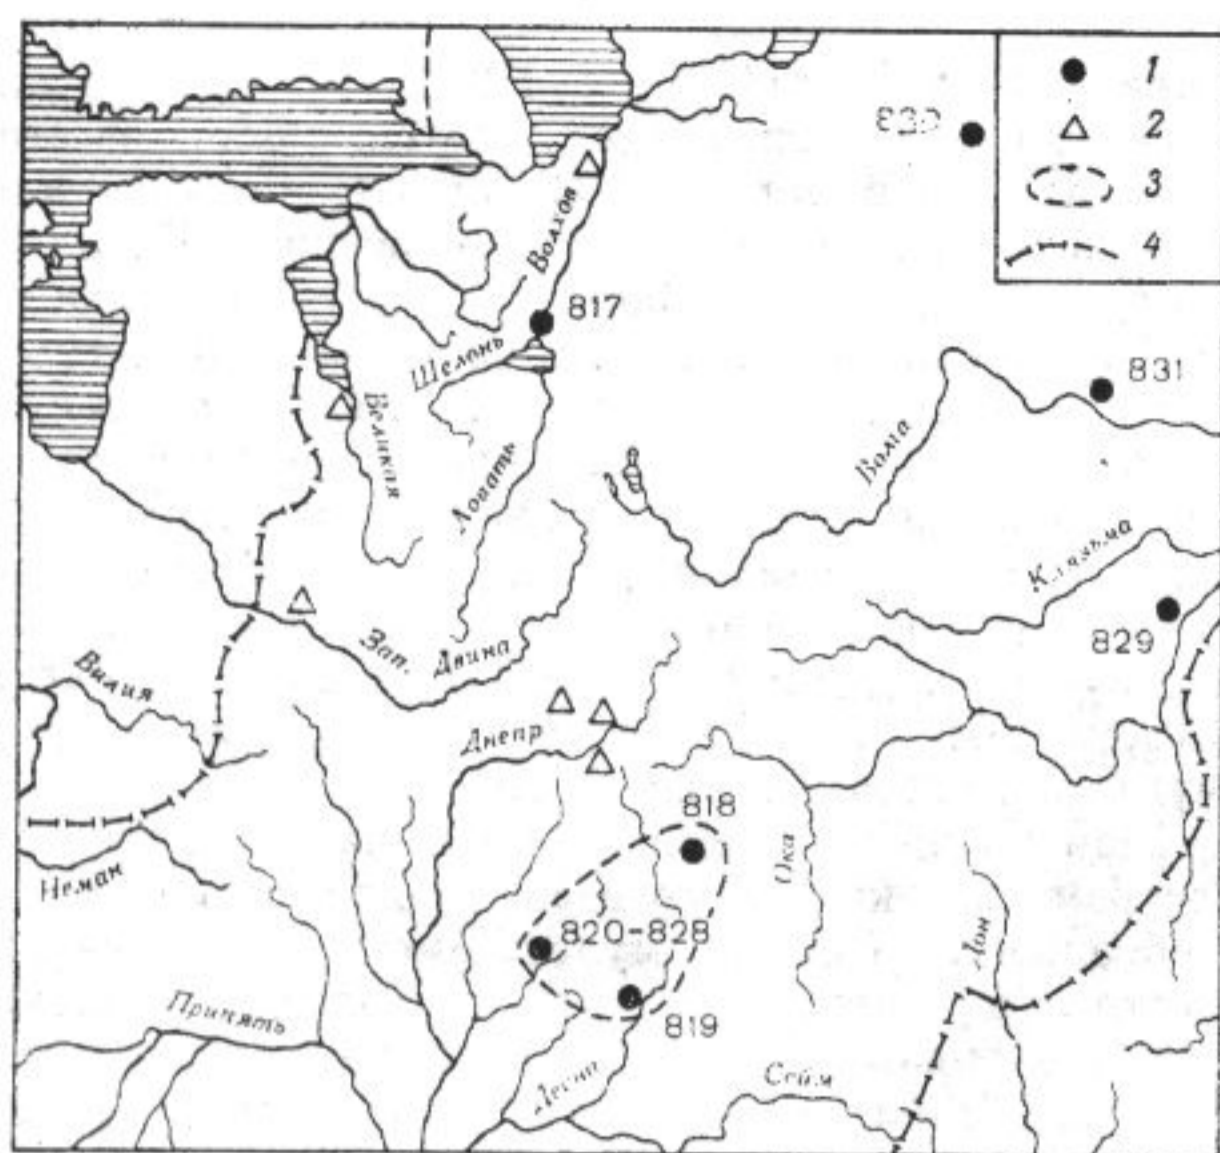 1
2
3
4
Волхов
817
Шелонь
831
Великая
Ловать
Волга
Клязьма
829
Зап. Двина
Вилия
Днепр
818
Ока
Неман
820-828
Дон
819
Припять
Десна
Сейм